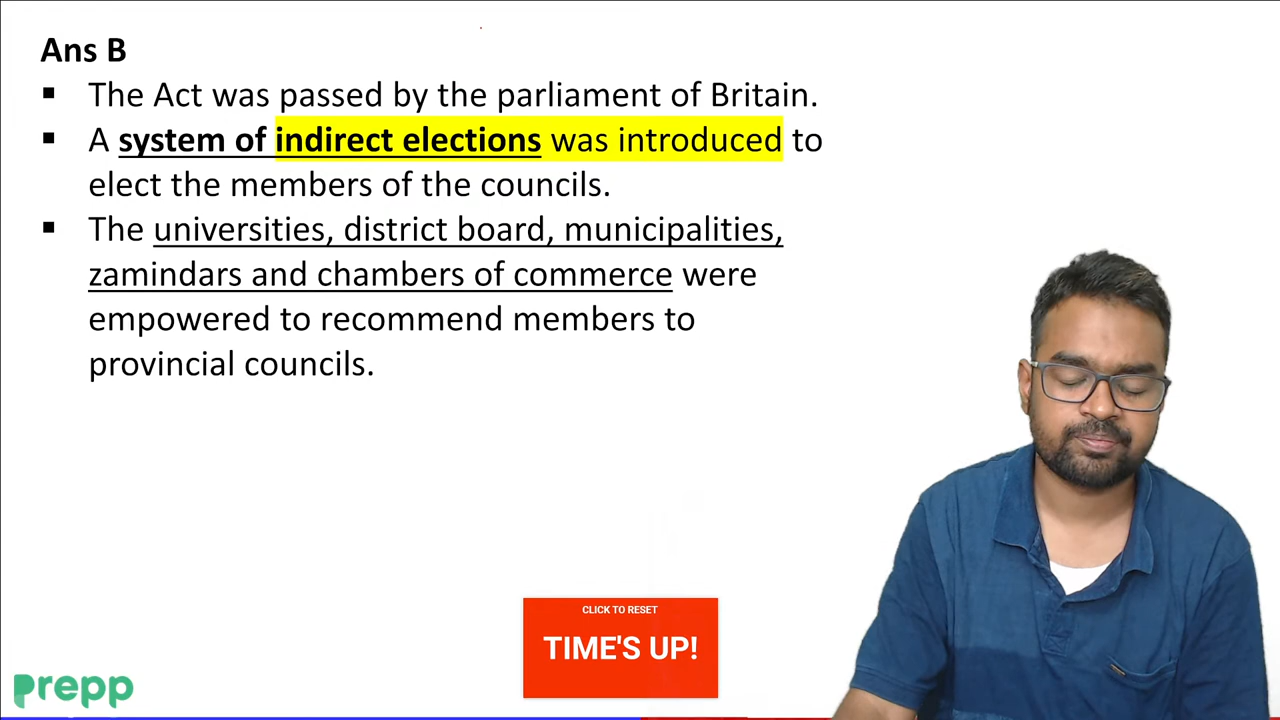 Ans B
▪ The Act was passed by the parliament of Britain.
▪ A system of indirect elections was introduced to
elect the members of the councils.
▪ The universities, district board, municipalities,
zamindars and chambers of commerce were
empowered to recommend members to
provincial councils.
CLICK TO RESET
TIME'S UP!
Prepp